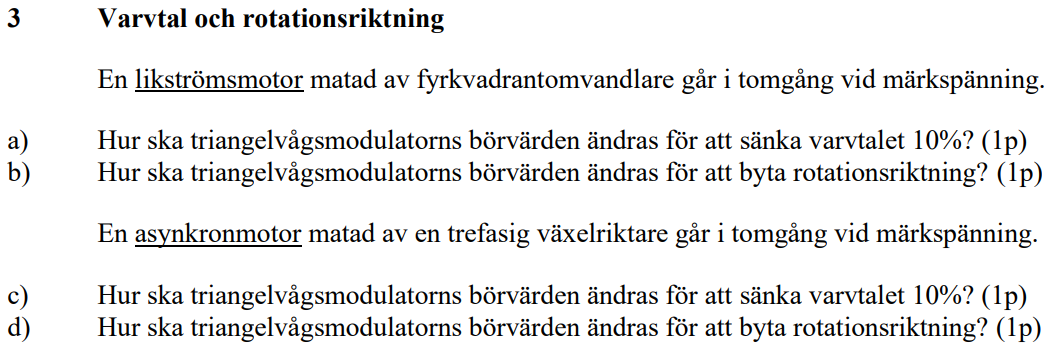 3 Varvtal och rotationsriktning
En likströmsmotor matad av fyrkvadrantomvandlare går i tomgång vid märkspänning.
a) Hur ska triangelvågsmodulatorns börvärden ändras för att sänka varvtalet 10%? (1p)
b) Hur ska triangelvågsmodulatorns börvärden ändras för att byta rotationsriktning? (1p)
En asynkronmotor matad av en trefasig växelriktare går i tomgång vid märkspänning.
c) Hur ska triangelvågsmodulatorns börvärden ändras för att sänka varvtalet 10%? (1p)
d) Hur ska triangelvågsmodulatorns börvärden ändras för att byta rotationsriktning? (1p)